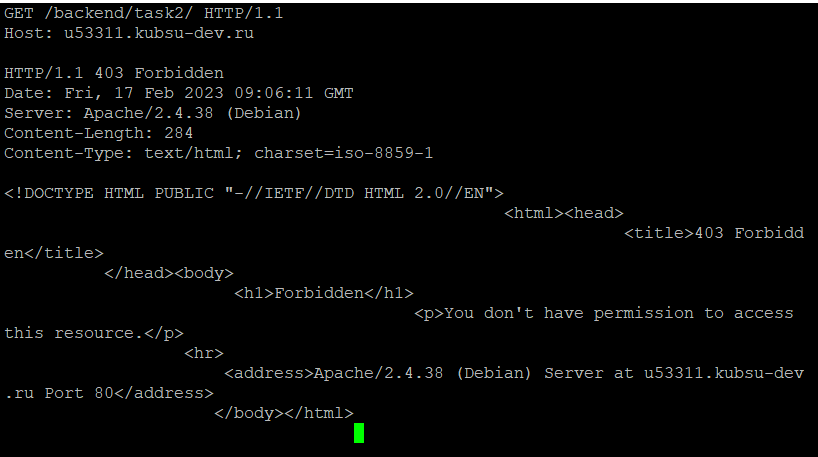 GET /backend/task2/ HTTP/1.1
Host: u53311.kubsu-dev.ru
HTTP/1.1 403 Forbidden
Date: Fri, 17 Feb 2023 09:06:11 GMT
Server: Apache/2.4.38 (Debian)
Content-Length: 284
Content-Type: text/html; charset=iso-8859-1
<!DOCTYPE HTML PUBLIC "-//IETF//DTD HTML 2.0//EN">
<html><head>
<title>403 Forbidd
en</title>
</head><body>
<h1>Forbidden</h1>
<p>You don't have permission to access
this resource.</p>
<hr>
<address>Apache/2.4.38 (Debian) Server at u53311.kubsu-dev
.ru Port 80</address>
</body></html>